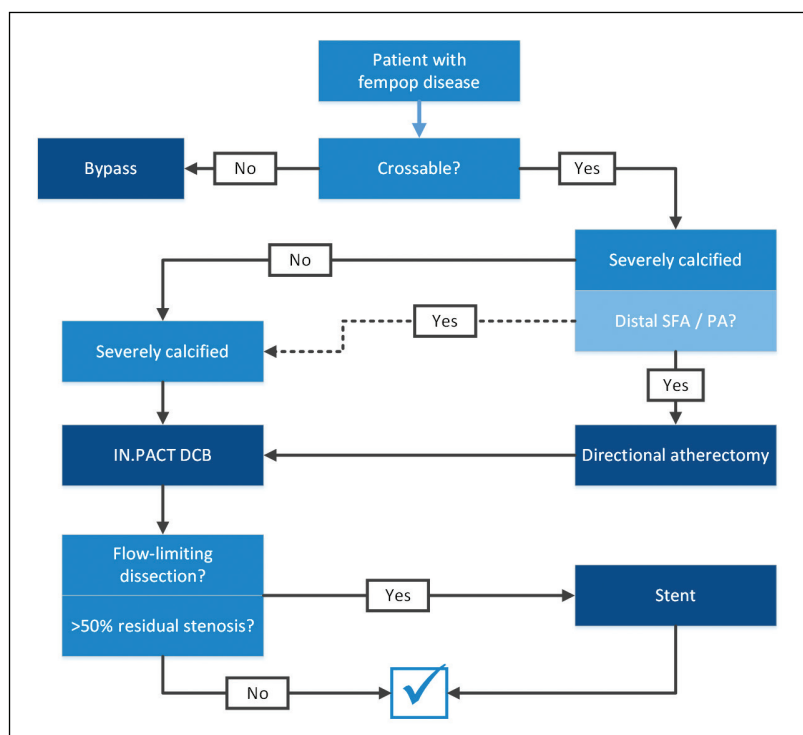 Patient with
fempop disease
Bypass
No
Crossable?
Yes
No
Severely calcified
Yes
Distal SFA / PA?
Severely calcified
Yes
IN.PACT DCB
Directional atherectomy
Flow-limiting
dissection?
Yes
Stent
>50% residual stenosis?
No